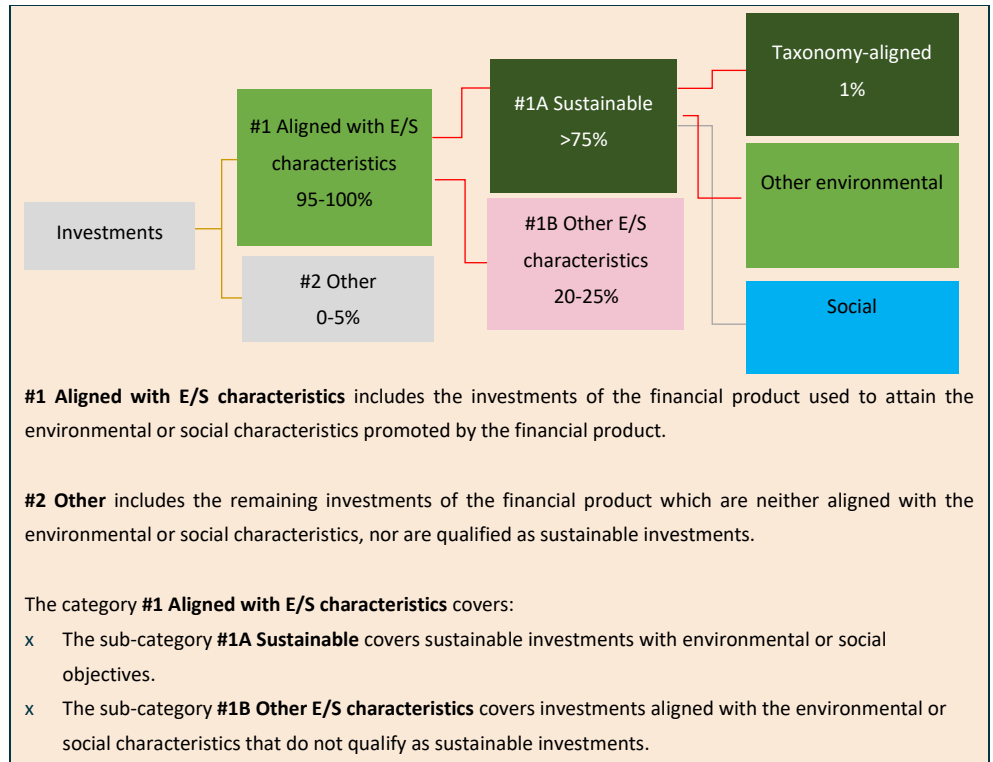 Taxonomy-aligned
1%
#1A Sustainable
>75%
#1 Aligned with E/S
characteristics
95-100%
Other environmental
#1B Other E/S
characteristics
20-25%
Investments
#2 Other
0-5%
Social
#1 Aligned with E/S characteristics includes the investments of the financial product used to attain the
environmental or social characteristics promoted by the financial product.
#2 Other includes the remaining investments of the financial product which are neither aligned with the
environmental or social characteristics, nor are qualified as sustainable investments.
The category #1 Aligned with E/S characteristics covers:
x The sub-category #1A Sustainable covers sustainable investments with environmental or social
objectives.
x The sub-category #1B Other E/S characteristics covers investments aligned with the environmental or
social characteristics that do not qualify as sustainable investments.